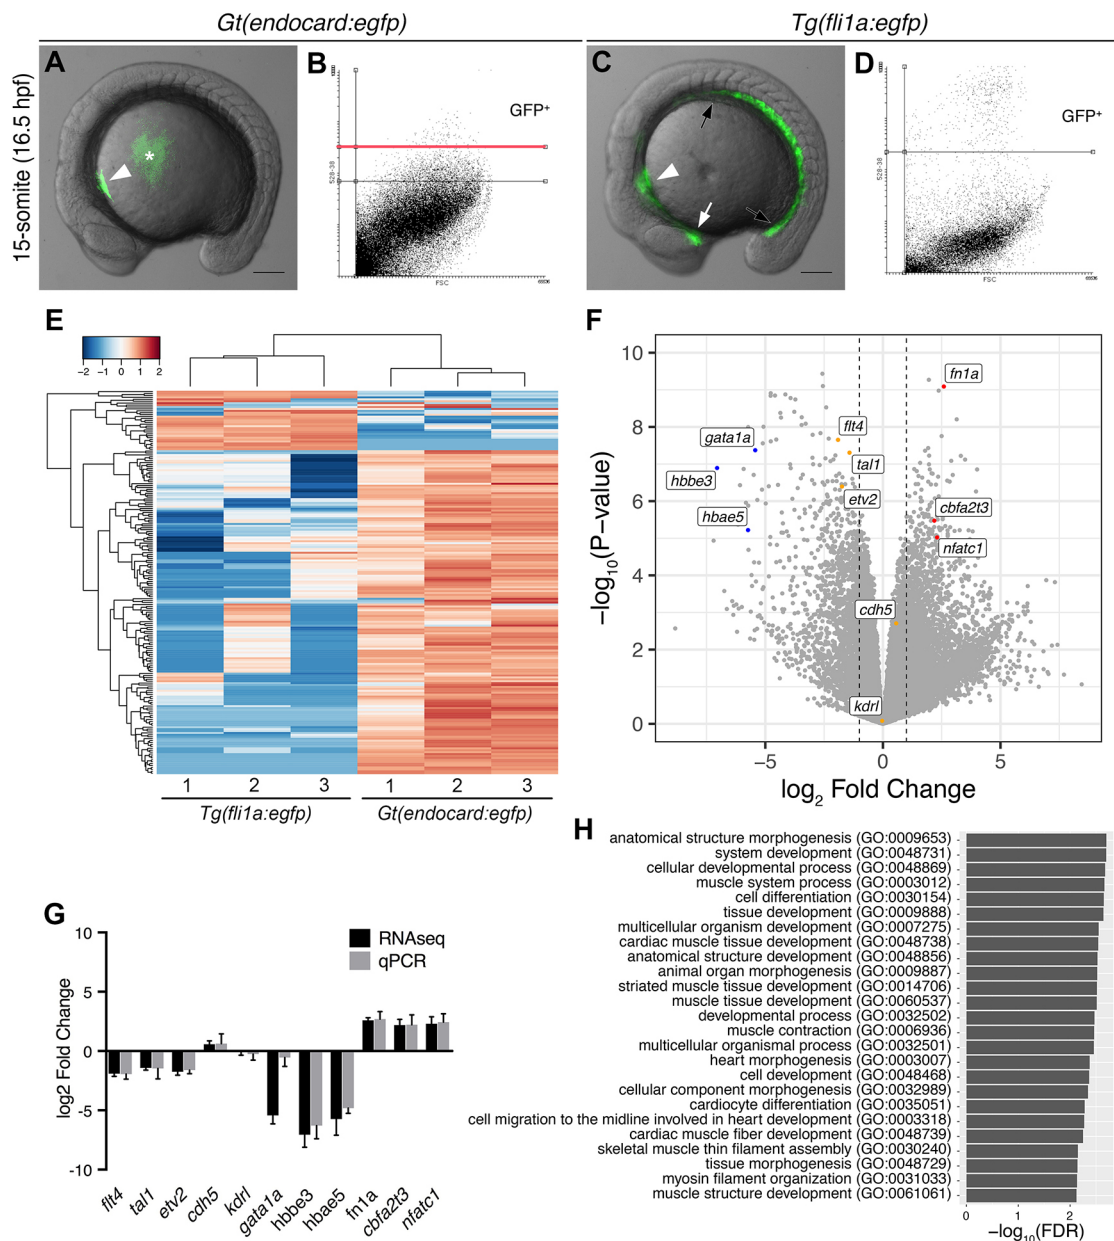 Gt(endocard:egfp)
Tg(fli1a:egfp)
15-somite (16.5 hpf)
A
*
B
GFP+
528-38
FSC
C
D
GFP+
528-38
FSC
E
−2 −1 0 1 2
1 2 3 1 2 3
Tg(fli1a:egfp)
Gt(endocard:egfp)
F
−log10(P−value)
10
8
6
4
2
0
fn1a
flt4
gata1a
tal1
hbbe3
etv2
cbfa2t3
hbae5
nfatc1
cdh5
kdrl
−5 0 5
log2 Fold Change
G
log2 Fold Change
10
5
0
-5
-10
RNAseq
qPCR
flt4 tal1 etv2 cdh5 kdrl gata1a hbbe3 hbae5 fn1a cbfa2t3 nfatc1
H
anatomical structure morphogenesis (GO:0009653)
system development (GO:0048731)
cellular developmental process (GO:0048869)
muscle system process (GO:0003012)
cell differentiation (GO:0030154)
tissue development (GO:0009888)
multicellular organism development (GO:0007275)
cardiac muscle tissue development (GO:0048738)
anatomical structure development (GO:0048856)
animal organ morphogenesis (GO:0009887)
striated muscle tissue development (GO:0014706)
muscle tissue development (GO:0060537)
developmental process (GO:0032502)
muscle contraction (GO:0006936)
multicellular organismal process (GO:0032501)
heart morphogenesis (GO:0003007)
cell development (GO:0048468)
cellular component morphogenesis (GO:0032989)
cardiocyte differentiation (GO:0035051)
cell migration to the midline involved in heart development (GO:0003318)
cardiac muscle fiber development (GO:0048739)
skeletal muscle thin filament assembly (GO:0030240)
tissue morphogenesis (GO:0048729)
myosin filament organization (GO:0031033)
muscle structure development (GO:0061061)
0 1 2
−log10(FDR)